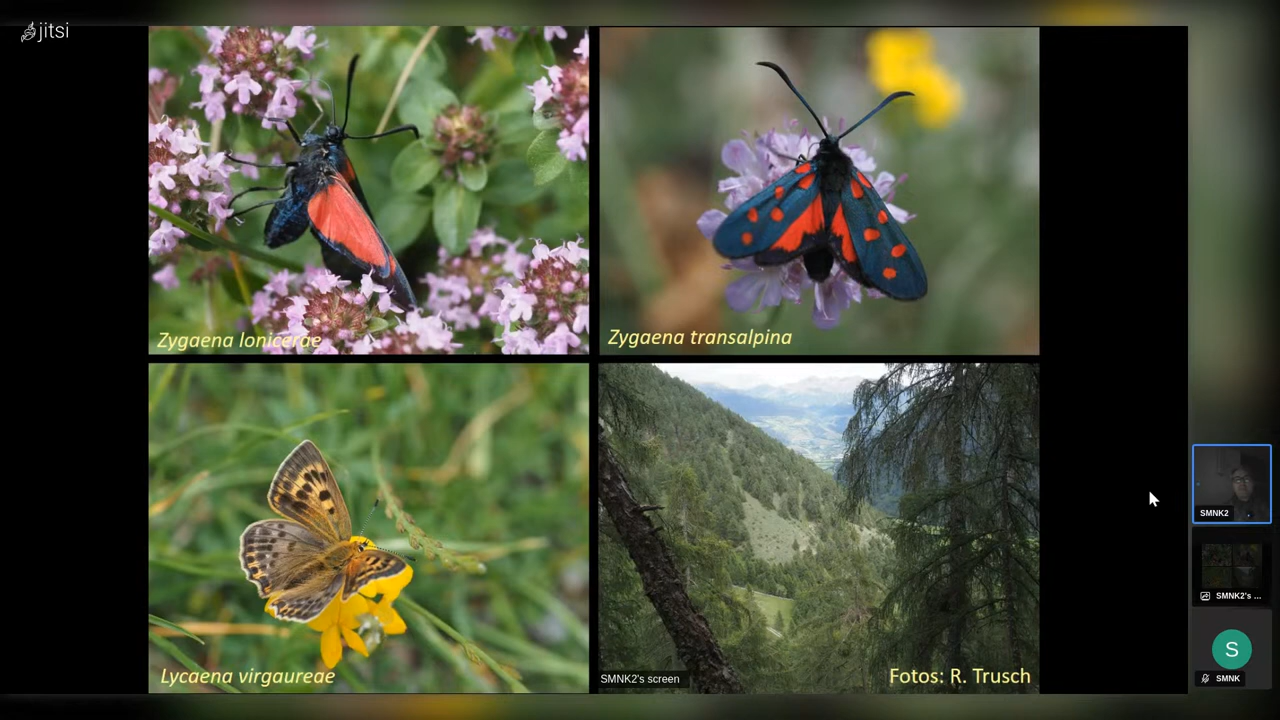 jitsi
Zygaena lonicerae
Zygaena transalpina
Lycaena virgaureae
SMNK2's screen
Fotos: R. Trusch
SMNK2
SMNK2's ...
S
SMNK